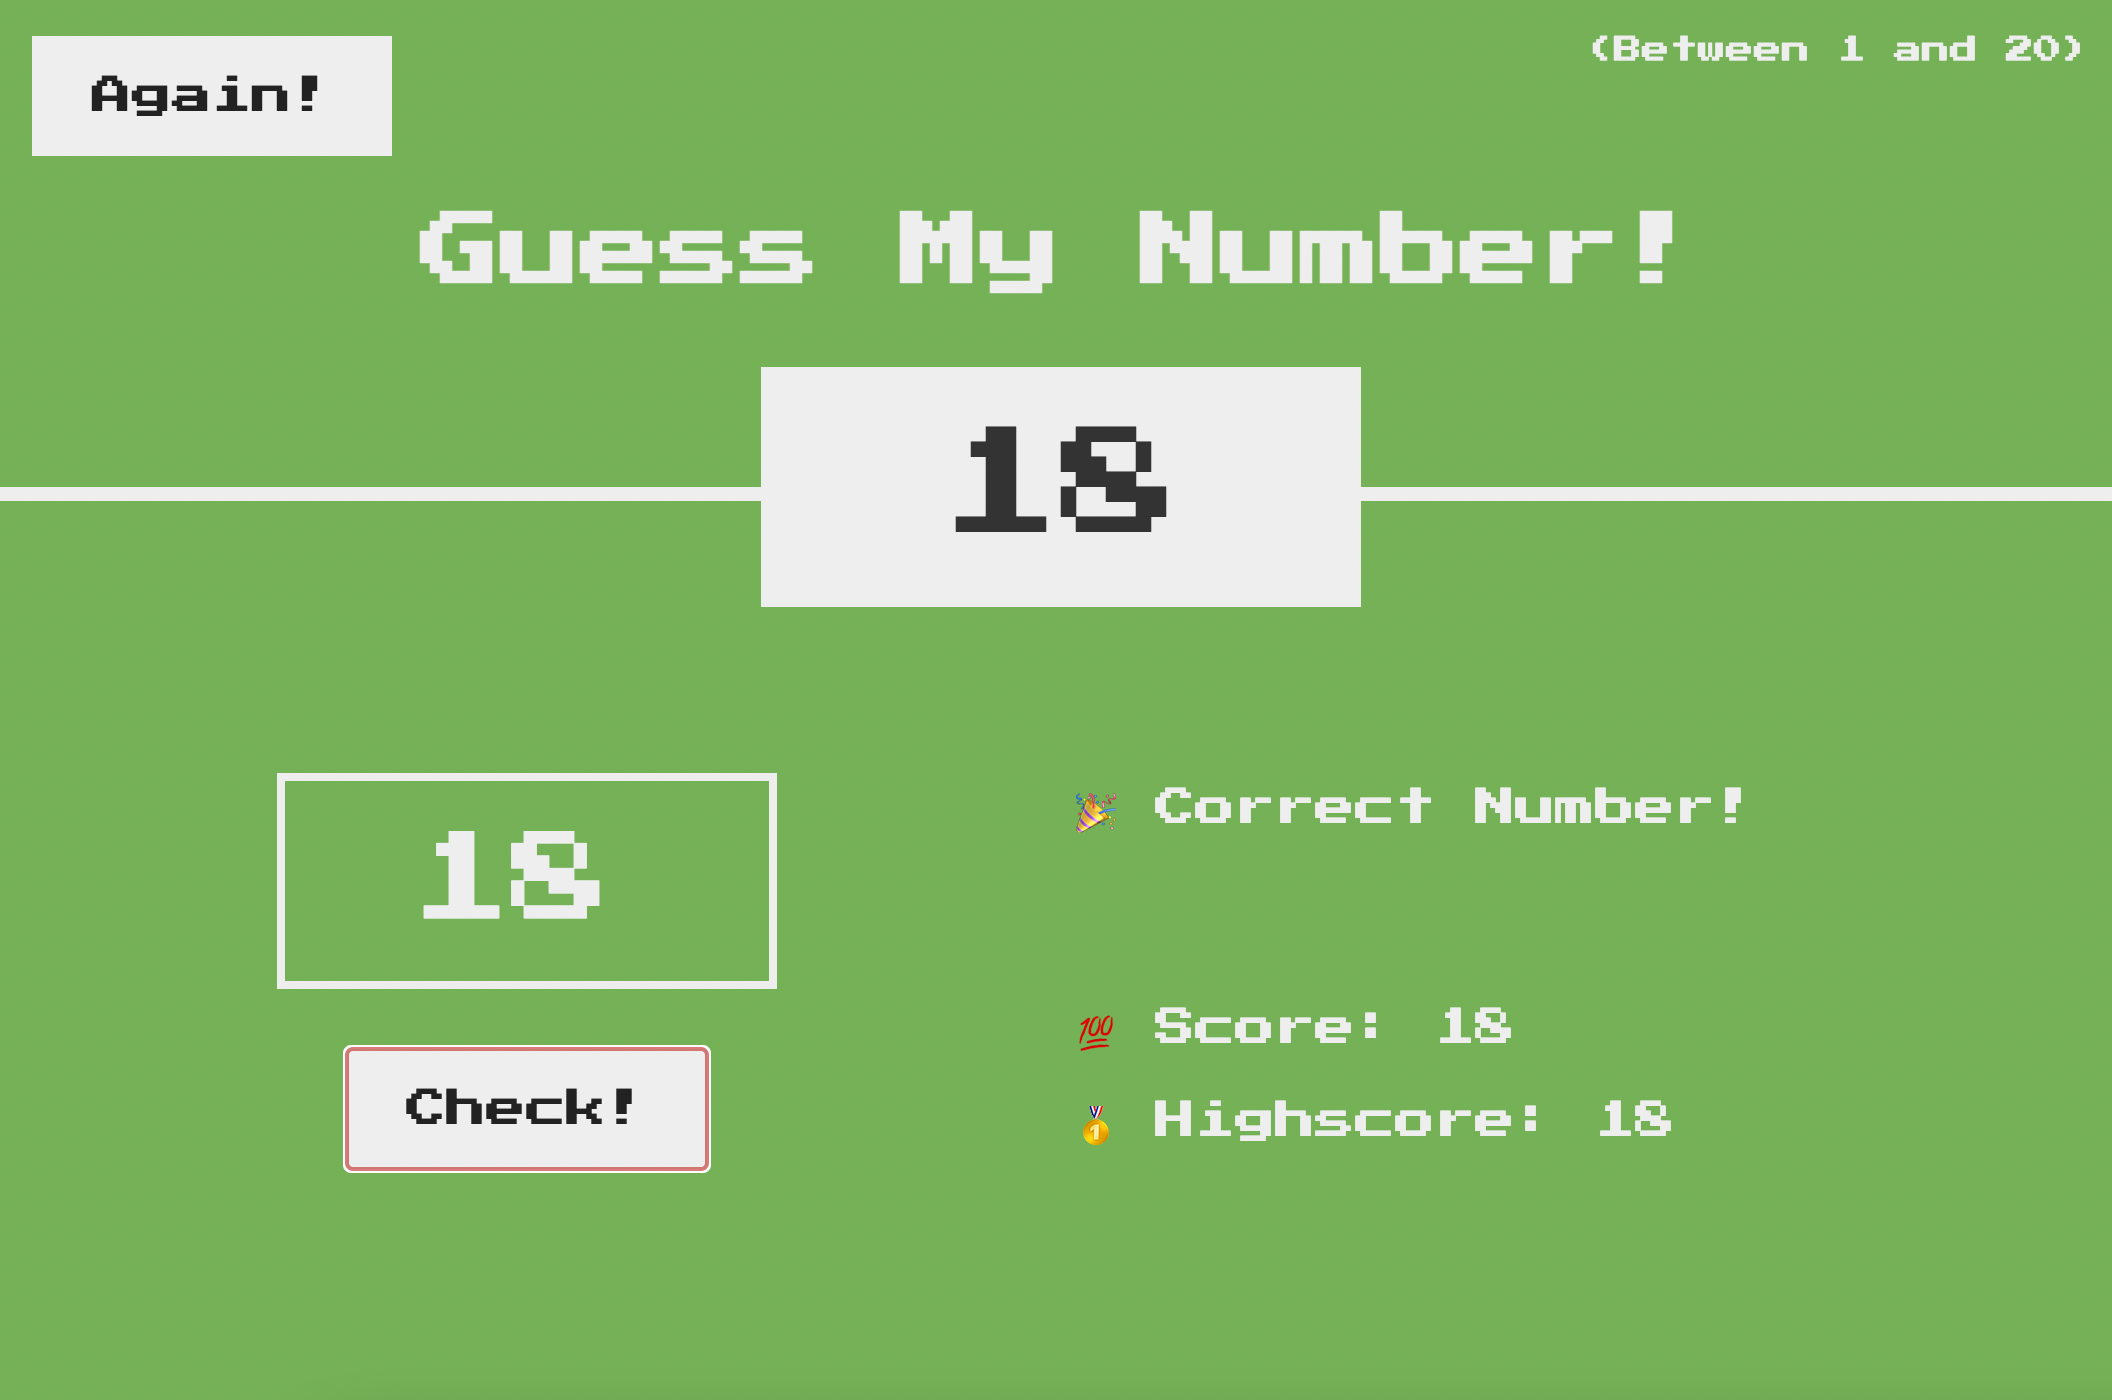 Again!
(Between 1 and 20)
Guess My Number!
18
18
Check!
🎉 Correct Number!
💯 Score: 18
🥇 Highscore: 18